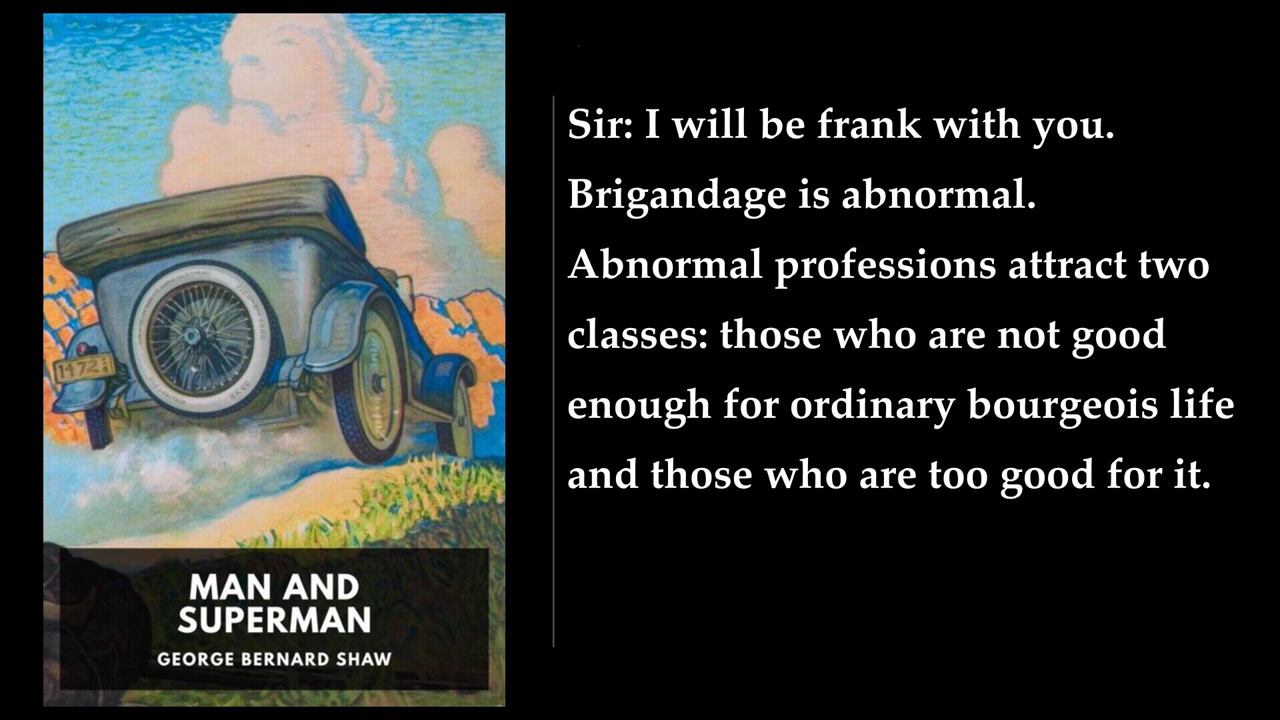 Sir: I will be frank with you.
Brigandage is abnormal.
Abnormal professions attract two
classes: those who are not good
enough for ordinary bourgeois life
and those who are too good for it.
1472
MAN AND
SUPERMAN
GEORGE BERNARD SHAW